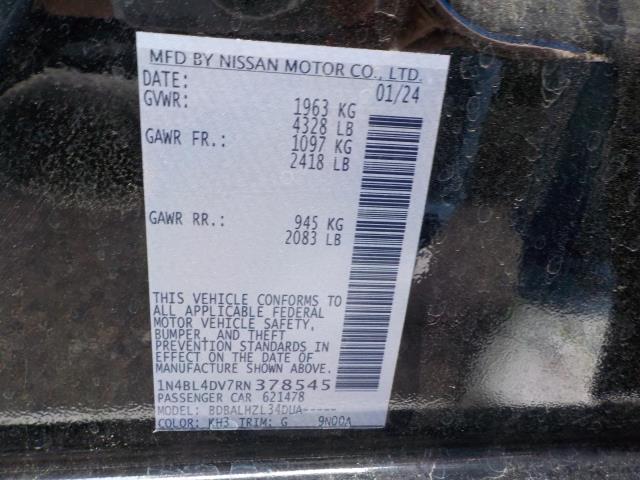 MFD BY NISSAN MOTOR CO., LTD.
DATE: 01/24
GVWR: 1963 KG
4328 LB
GAWR FR.: 1097 KG
2418 LB
GAWR RR.: 945 KG
2083 LB
THIS VEHICLE CONFORMS TO
ALL APPLICABLE FEDERAL
MOTOR VEHICLE SAFETY,
BUMPER, AND THEFT
PREVENTION STANDARDS IN
EFFECT ON THE DATE OF
MANUFACTURE SHOWN ABOVE.
1N4BL4DV7RN378545
PASSENGER CAR 621478
MODEL: BDBALHZL34DUA-----
COLOR: KH3 TRIM: G 9N00A